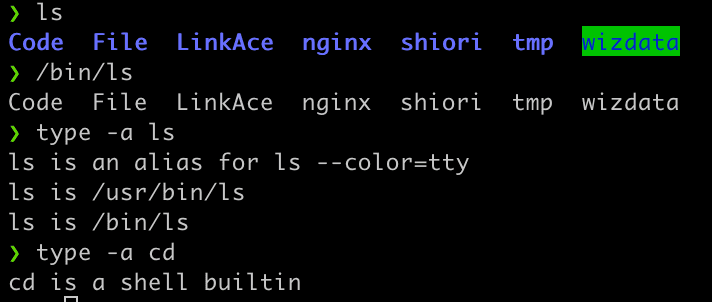 ❯ ls
Code  File  LinkAce  nginx  shiori  tmp  wizdata
❯ /bin/ls
Code  File  LinkAce  nginx  shiori  tmp  wizdata
❯ type -a ls
ls is an alias for ls --color=tty
ls is /usr/bin/ls
ls is /bin/ls
❯ type -a cd
cd is a shell builtin